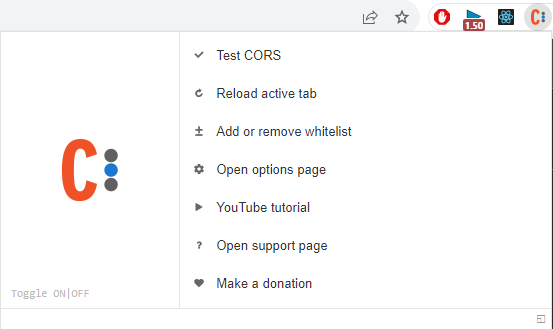 1.50
C:
Test CORS
Reload active tab
Add or remove whitelist
Open options page
YouTube tutorial
? Open support page
Make a donation
C:
Toggle ON|OFF